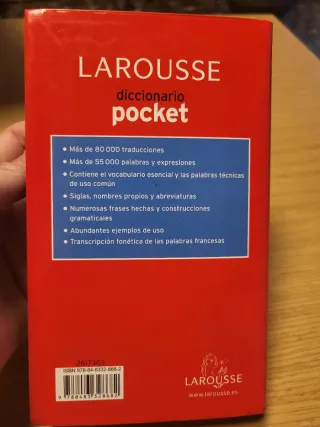 LAROUSSE
diccionario
pocket
• Más de 80 000 traducciones
• Más de 55 000 palabras y expresiones
• Contiene el vocabulario esencial y las palabras técnicas
de uso común
• Siglas, nombres propios y abreviaturas
• Numerosas frases hechas y construcciones
gramaticales
• Abundantes ejemplos de uso
• Transcripción fonética de las palabras francesas
LAROUSSE
www.larousse.es